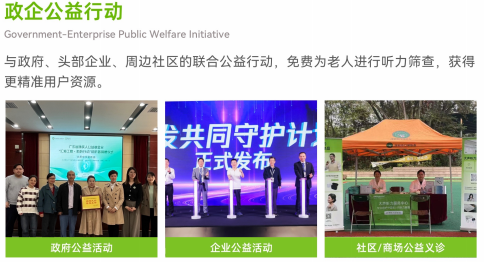 政企公益行动
Government-Enterprise Public Welfare Initiative
与政府、头部企业、周边社区的联合公益行动，免费为老人进行听力筛查，获得
更精准用户资源。
发共同守护计划
正式发布
政府公益活动
企业公益活动
社区/商场公益义诊